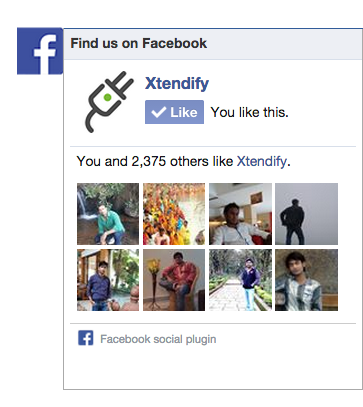 Find us on Facebook
Xtendify
Like You like this.
You and 2,375 others like Xtendify.
Facebook social plugin